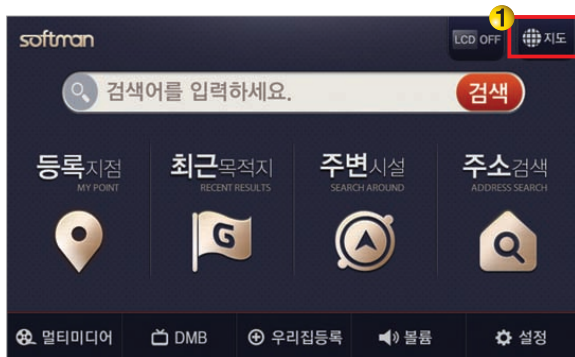 1
softman
LCD OFF
지도
검색어를 입력하세요.
검색
등록지점
MY POINT
최근목적지
RECENT RESULTS
주변시설
SEARCH AROUND
주소검색
ADDRESS SEARCH
G
멀티미디어
DMB
우리집등록
볼륨
설정